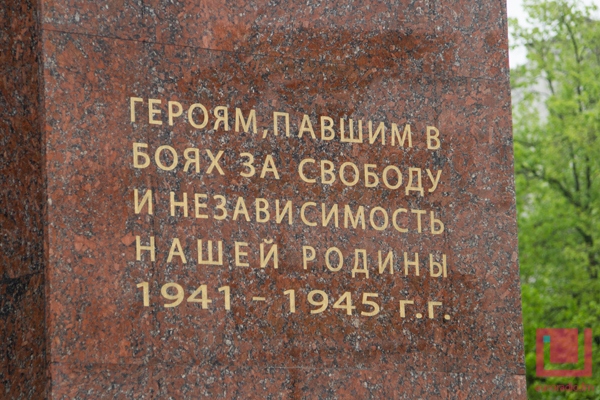 ГЕРОЯМ, ПАВШИМ В
БОЯХ ЗА СВОБОДУ
И НЕЗАВИСИМОСТЬ
НАШЕЙ РОДИНЫ
1941 - 1945 г.г.